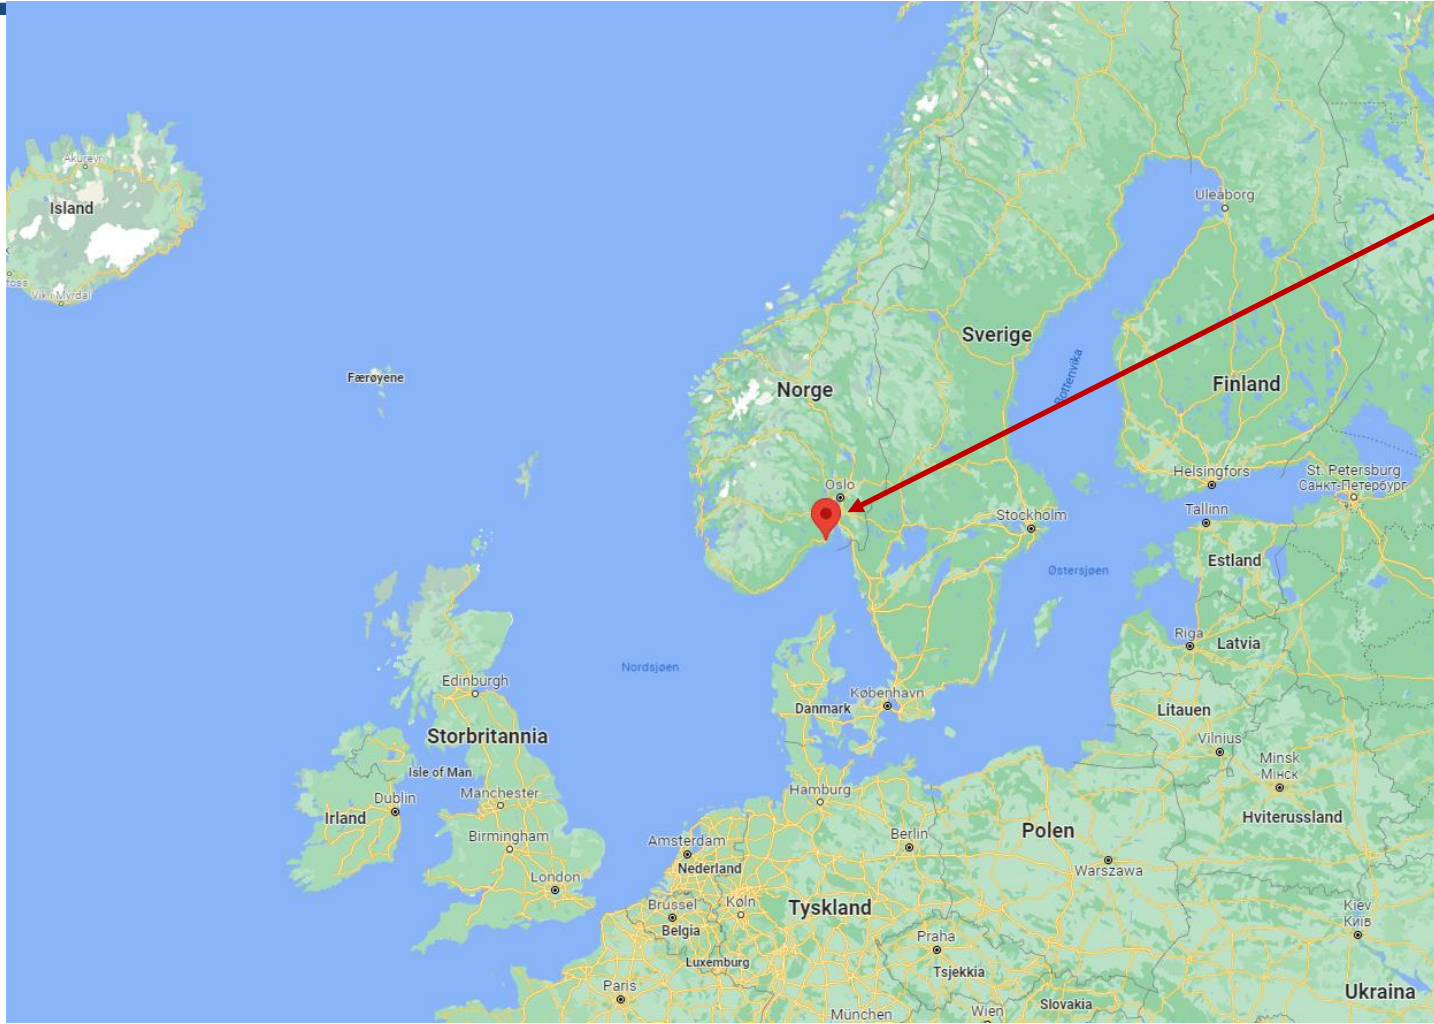 Uleåborg
Akureyri
Island
Vik i Myrdal
Sverige
Bottenvika
Færøyene
Norge
Finland
Helsingfors
St. Petersburg
Санкт-Петербург
Oslo
Stockholm
Tallinn
Estland
Østersjøen
Riga
Latvia
Nordsjøen
Edinburgh
København
Danmark
Litauen
Storbritannia
Vilnius
Minsk
Мінск
Isle of Man
Manchester
Hamburg
Dublin
Irland
Hviterussland
Birmingham
Amsterdam
Berlin
Polen
Nederland
Warszawa
London
Brussel
Køln
Tyskland
Kiev
Київ
Belgia
Praha
Luxemburg
Tsjekkia
Paris
Ukraina
Slovakia
München
Wien